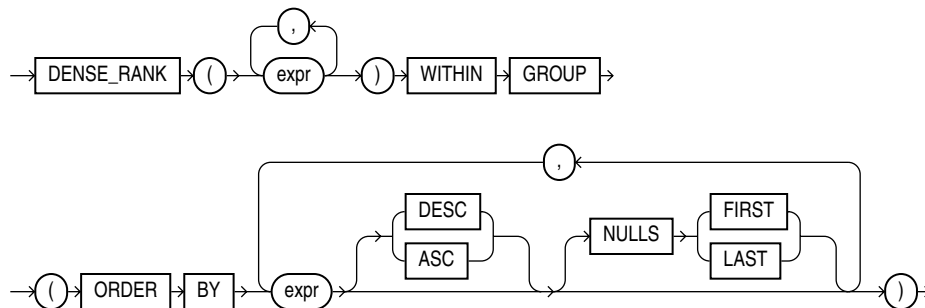 ,
DENSE_RANK ( expr ) WITHIN GROUP
,
DESC FIRST
NULLS
ASC LAST
( ORDER BY expr )